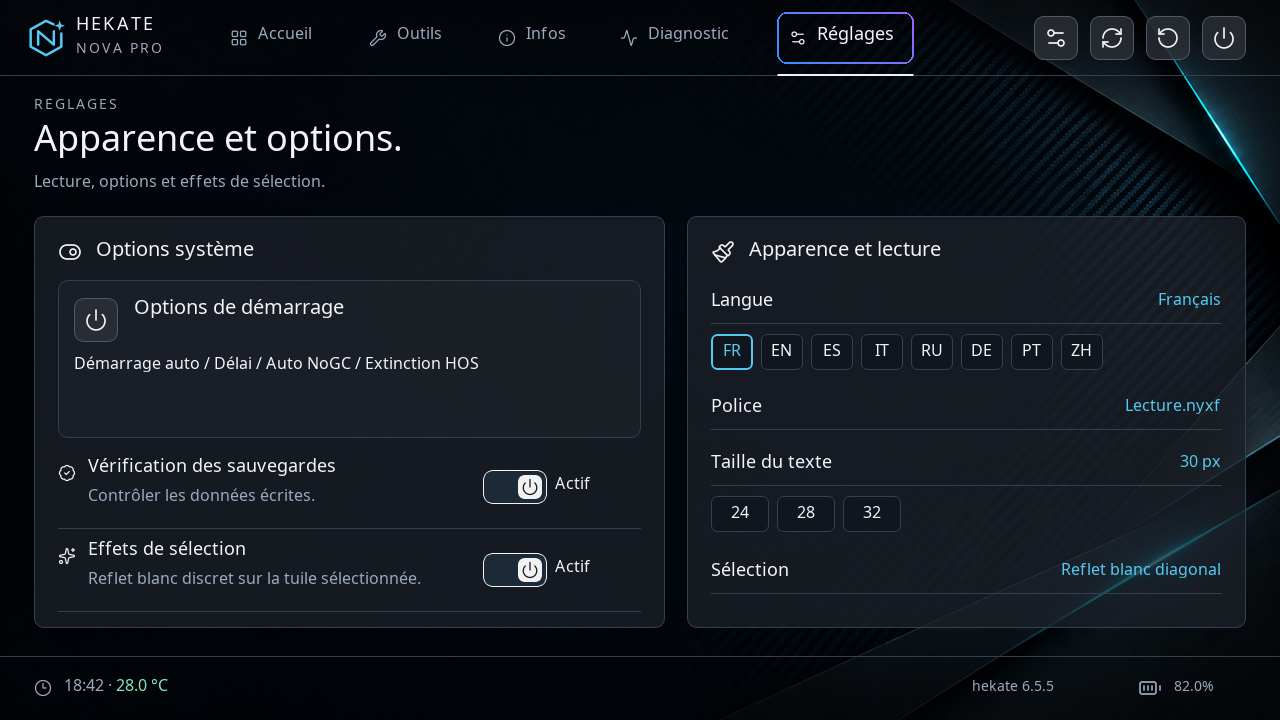 HEKATE
NOVA PRO
Accueil
Outils
Infos
Diagnostic
Réglages
RÉGLAGES
Apparence et options.
Lecture, options et effets de sélection.
Options système
Options de démarrage
Démarrage auto / Délai / Auto NoGC / Extinction HOS
Vérification des sauvegardes
Contrôler les données écrites.
Actif
Effets de sélection
Reflet blanc discret sur la tuile sélectionnée.
Actif
Apparence et lecture
Langue Français
FR EN ES IT RU DE PT ZH
Police Lecture.nyxf
Taille du texte 30 px
24 28 32
Sélection Reflet blanc diagonal
18:42 · 28.0 °C
hekate 6.5.5
82.0%